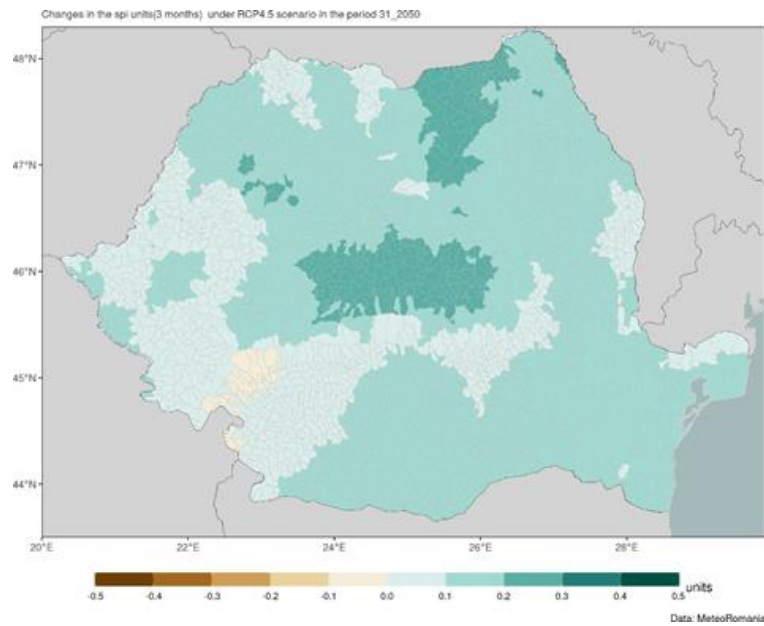 Changes in the spi units(3 months) under RCP4.5 scenario in the period 31_2050
48°N
47°N
46°N
45°N
44°N
20°E 22°E 24°E 26°E 28°E
units
-0.5 -0.4 -0.3 -0.2 -0.1 0.0 0.1 0.2 0.3 0.4 0.5
Data: MeteoRomania